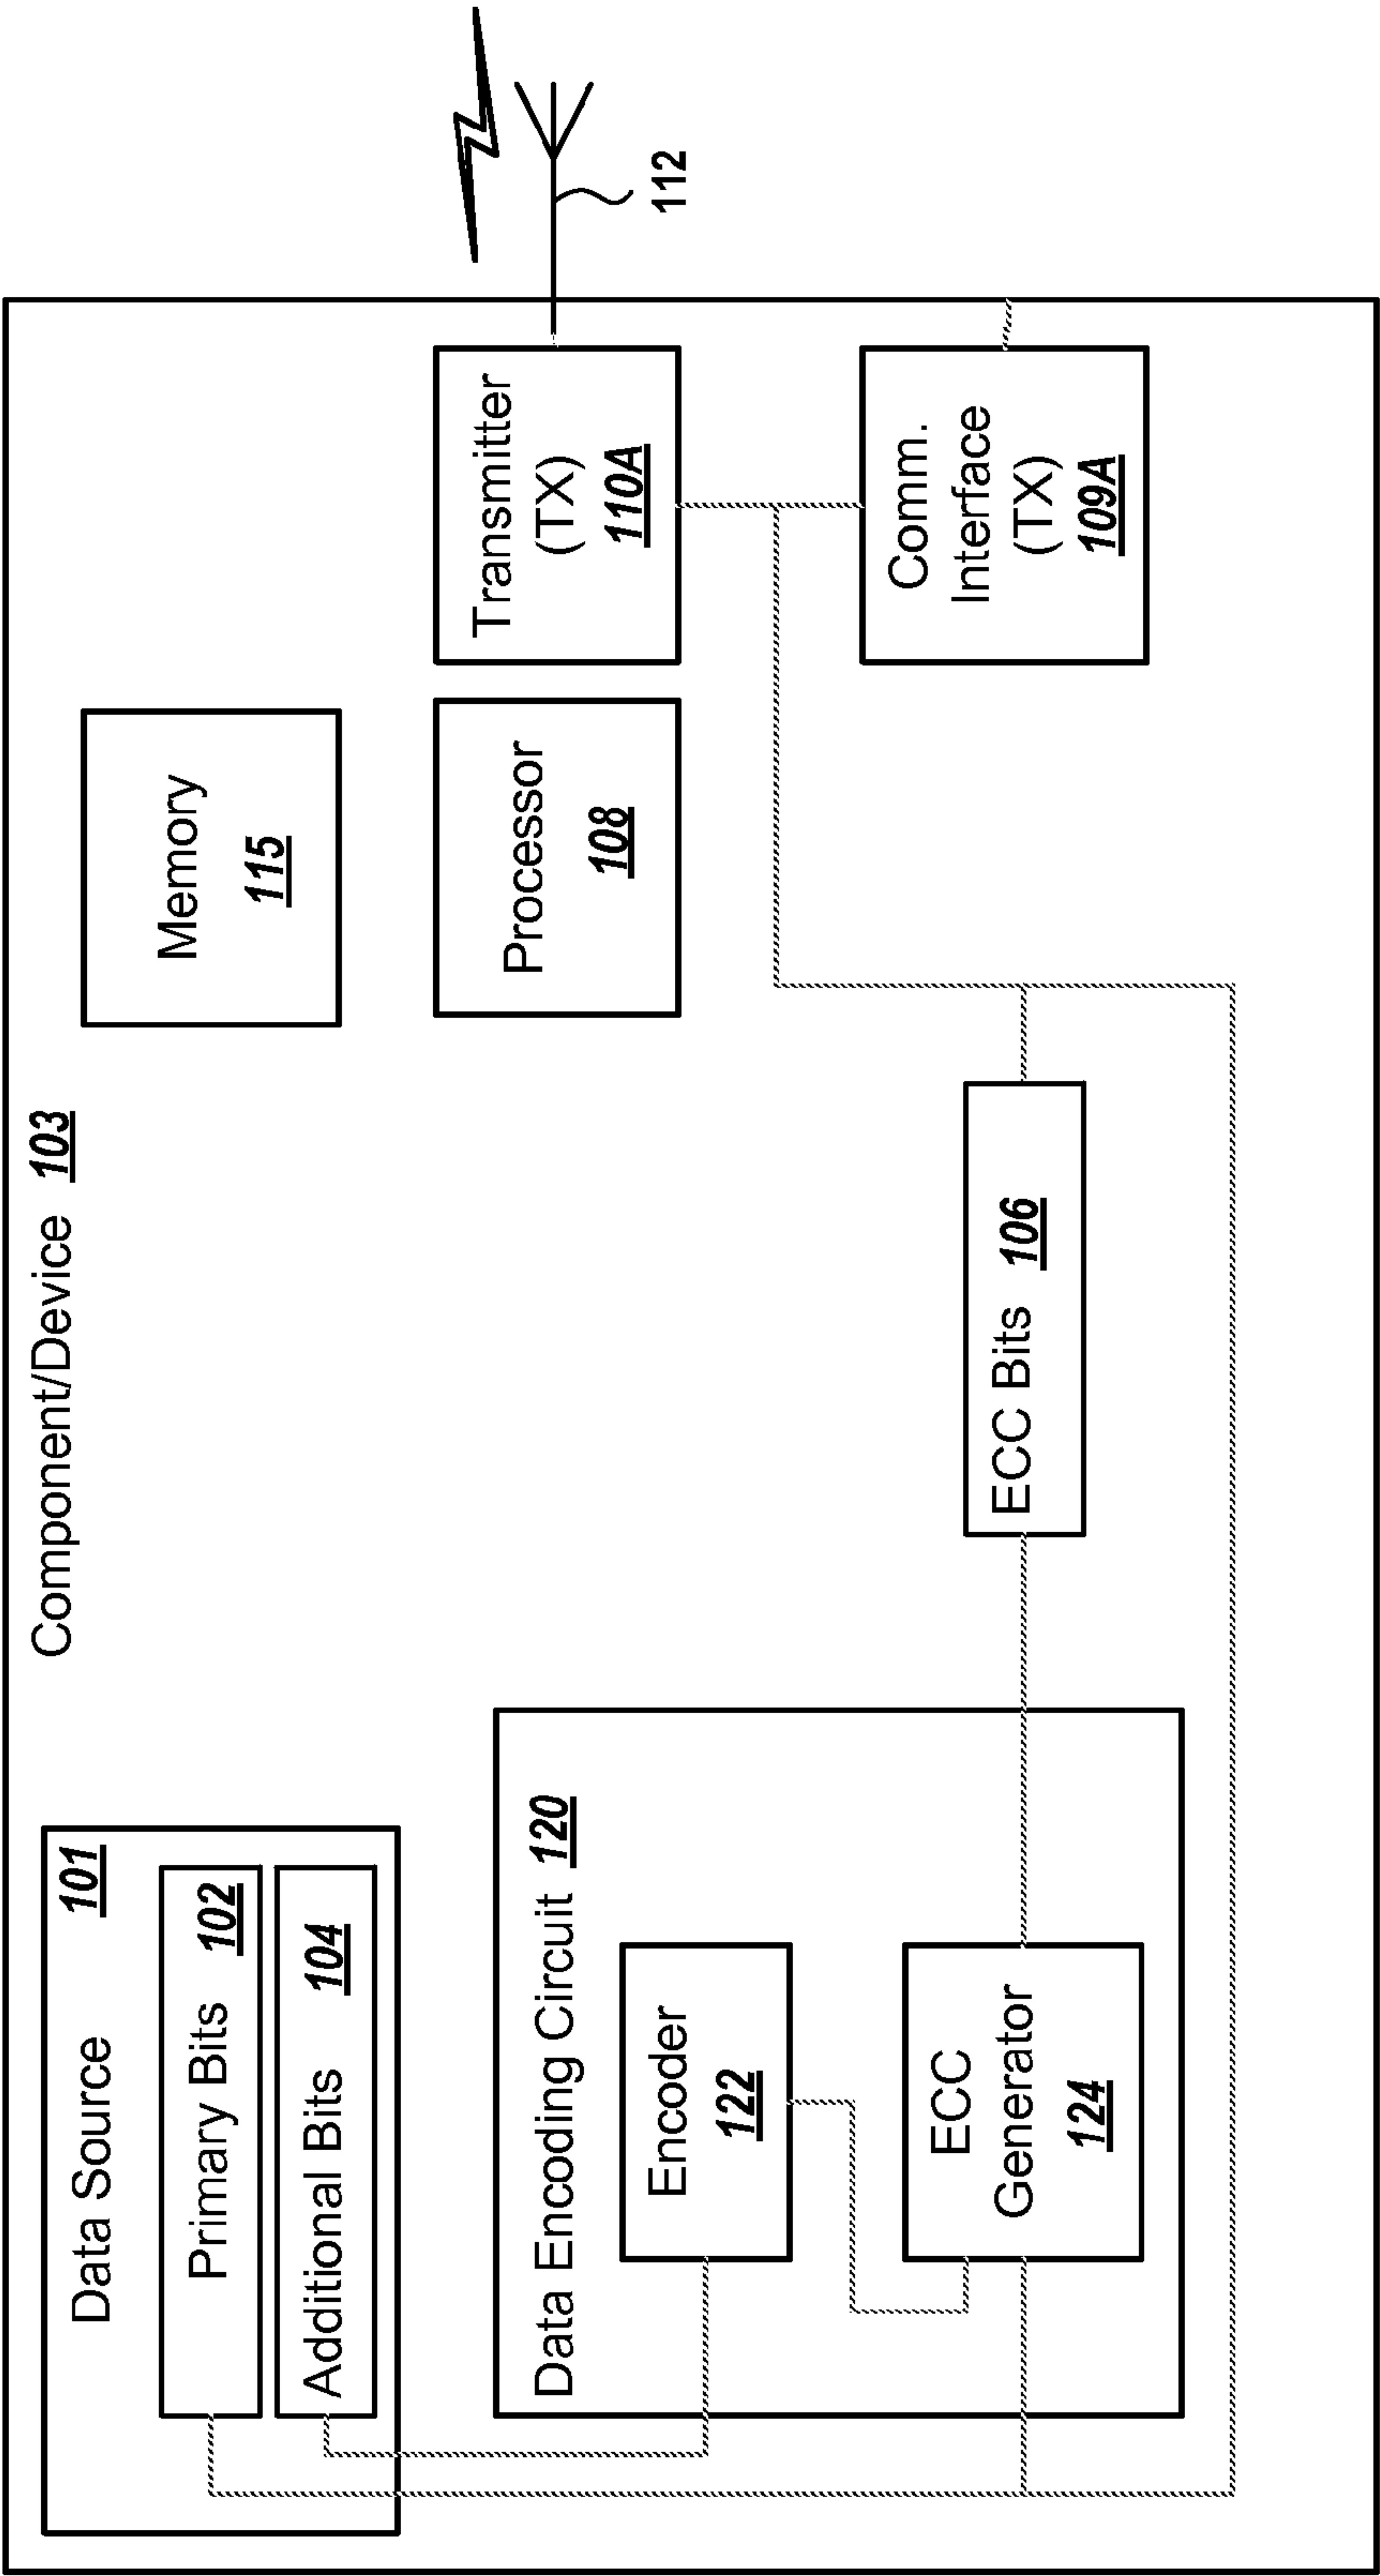 Component/Device 103
Data Source 101
Primary Bits 102
Additional Bits 104
Data Encoding Circuit 120
Encoder
122
ECC
Generator
124
ECC Bits 106
Memory
115
Processor
108
Transmitter
(TX)
110A
Comm.
Interface
(TX)
109A
112